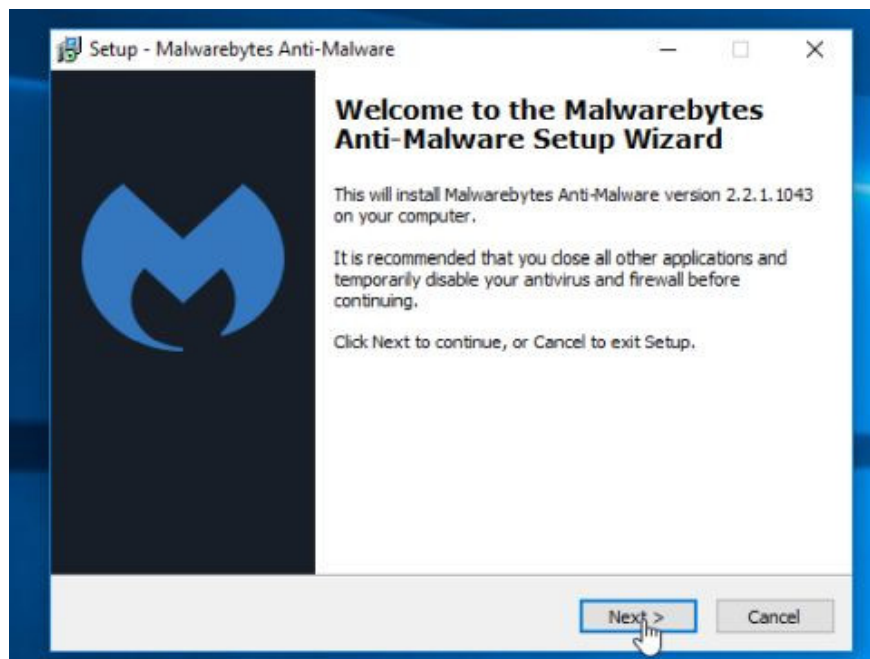 Setup - Malwarebytes Anti-Malware
Welcome to the Malwarebytes
Anti-Malware Setup Wizard
This will install Malwarebytes Anti-Malware version 2.2.1.1043
on your computer.
It is recommended that you close all other applications and
temporarily disable your antivirus and firewall before
continuing.
Click Next to continue, or Cancel to exit Setup.
Next >
Cancel